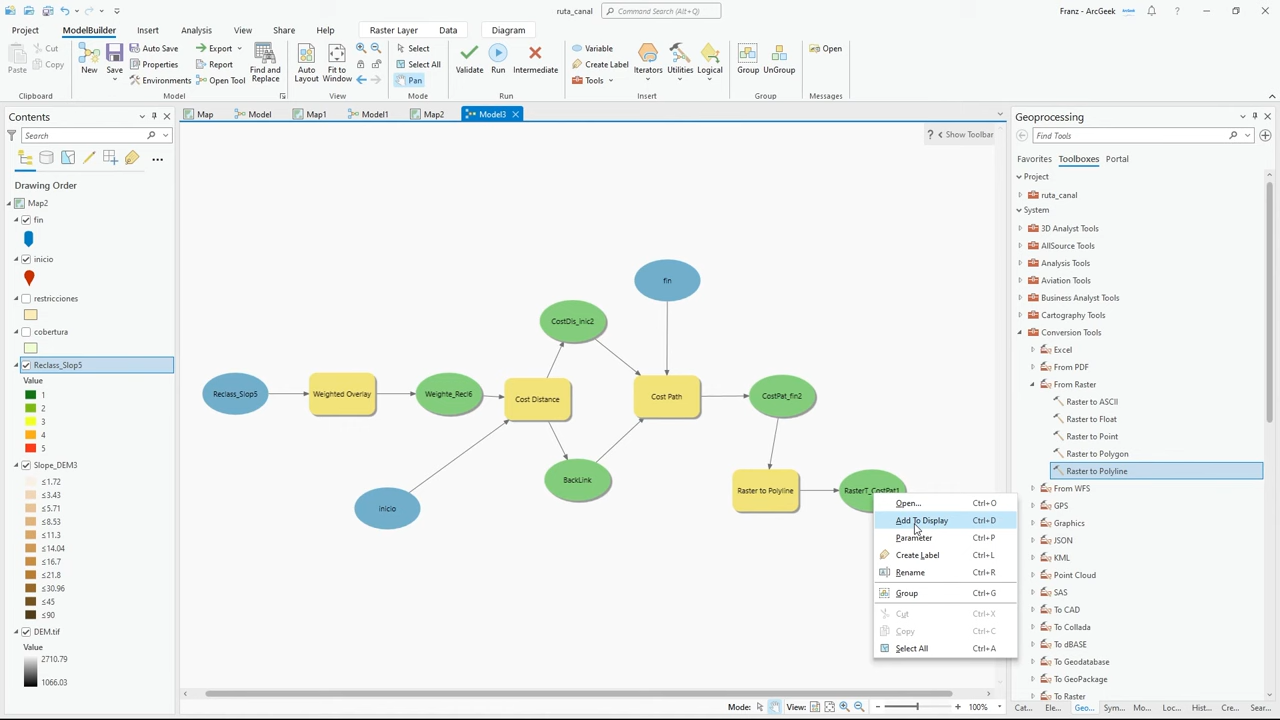 ruta_canal
Command Search (Alt+Q)
Franz - ArcGeek
Project
ModelBuilder
Insert
Analysis
View
Share
Help
Raster Layer
Data
Diagram
Paste
Cut
Copy
Clipboard
New
Save
Auto Save
Properties
Environments
Export
Report
Open Tool
Find and
Replace
Model
Auto
Layout
Fit to
Window
View
Select
Select All
Pan
Mode
Validate
Run
Intermediate
Run
Variable
Create Label
Tools
Iterators
Utilities
Logical
Insert
Group
UnGroup
Group
Open
Messages
Contents
Search
Drawing Order
Map2
fin
inicio
restricciones
cobertura
Reclass_Slop5
Value
1
2
3
4
5
Slope_DEM3
≤1.72
≤3.43
≤5.71
≤8.53
≤11.3
≤14.04
≤16.7
≤21.8
≤30.96
≤45
≤90
DEM.tif
Value
2710.79
1066.03
Map
Model
Map1
Model1
Map2
Model3
? < Show Toolbar
fin
CostDis_inic2
Reclass_Slop5
Weighted Overlay
Weighte_Recl6
Cost Distance
Cost Path
CostPat_fin2
BackLink
inicio
Raster to Polyline
RasterT_CostPat1
Open... Ctrl+O
Add To Display Ctrl+D
Parameter Ctrl+P
Create Label Ctrl+L
Rename Ctrl+R
Group Ctrl+G
Cut Ctrl+X
Copy Ctrl+C
Select All Ctrl+A
Mode:
View:
100%
Geoprocessing
Find Tools
Favorites
Toolboxes
Portal
Project
ruta_canal
System
3D Analyst Tools
AllSource Tools
Analysis Tools
Aviation Tools
Business Analyst Tools
Cartography Tools
Conversion Tools
Excel
From PDF
From Raster
Raster to ASCII
Raster to Float
Raster to Point
Raster to Polygon
Raster to Polyline
From WFS
GPS
Graphics
JSON
KML
Point Cloud
SAS
To CAD
To Collada
To dBASE
To Geodatabase
To GeoPackage
To Raster
Cat...
Ele...
Geo...
Sym...
Mo...
Loc...
Hist...
Cre...
Sear...